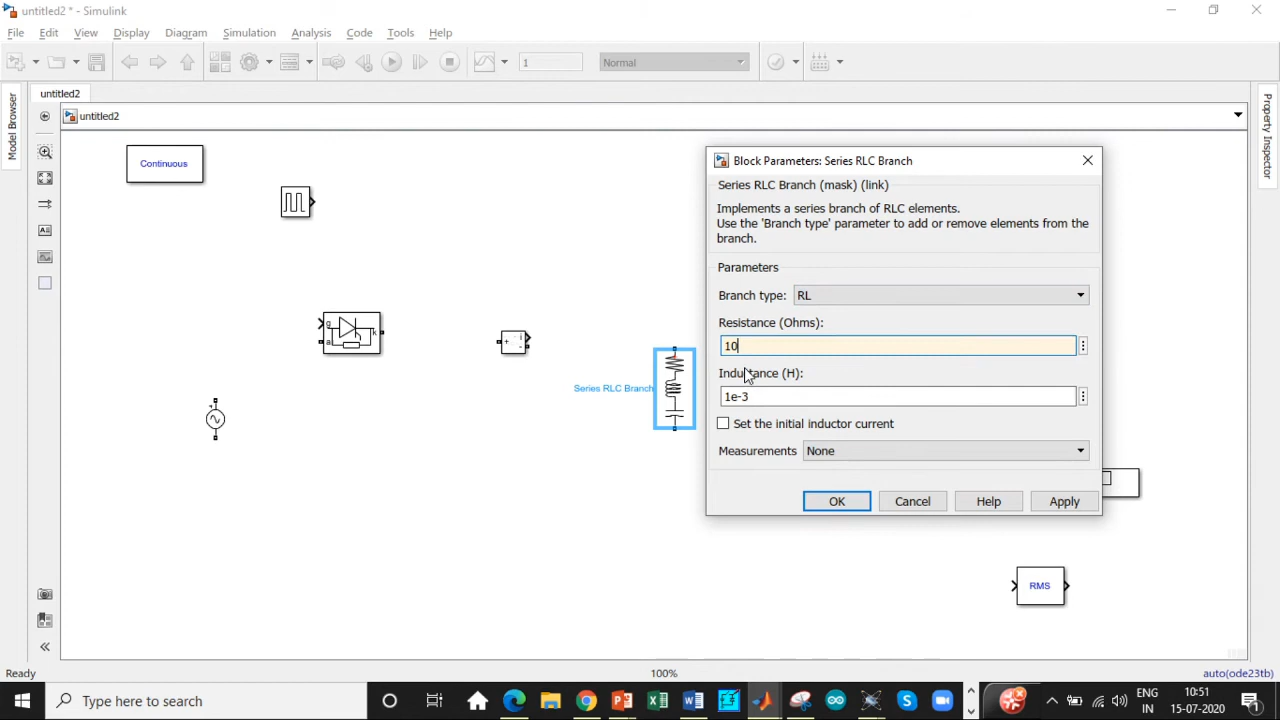 untitled2 * - Simulink
File Edit View Display Diagram Simulation Analysis Code Tools Help
1
Normal
untitled2
untitled2
Model Browser
Property Inspector
Continuous
g
a
k
+
i
-
Series RLC Branch
RMS
Block Parameters: Series RLC Branch
Series RLC Branch (mask) (link)
Implements a series branch of RLC elements.
Use the 'Branch type' parameter to add or remove elements from the
branch.
Parameters
Branch type: RL
Resistance (Ohms):
10
Inductance (H):
1e-3
Set the initial inductor current
Measurements None
OK Cancel Help Apply
Ready 100% auto(ode23tb)
Type here to search
ENG
IN
10:51
15-07-2020